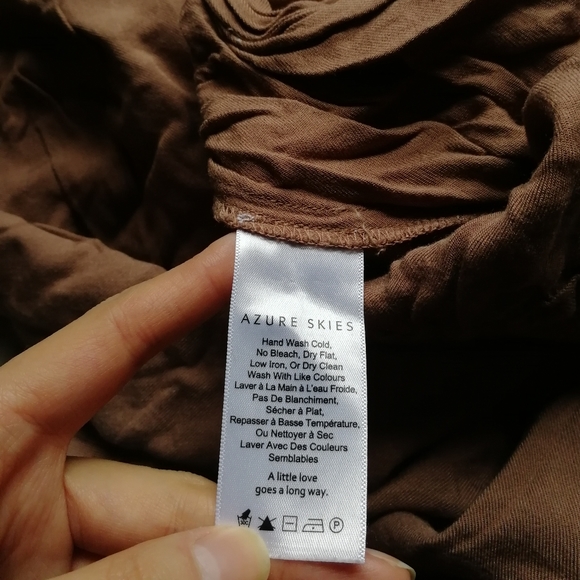 AZURE SKIES
Hand Wash Cold,
No Bleach, Dry Flat,
Low Iron, Or Dry Clean
Wash With Like Colours
Laver à La Main à L'eau Froide,
Pas De Blanchiment,
Sécher à Plat,
Repasser à Basse Température,
Ou Nettoyer à Sec
Laver Avec Des Couleurs
Semblables
A little love
goes a long way.
P